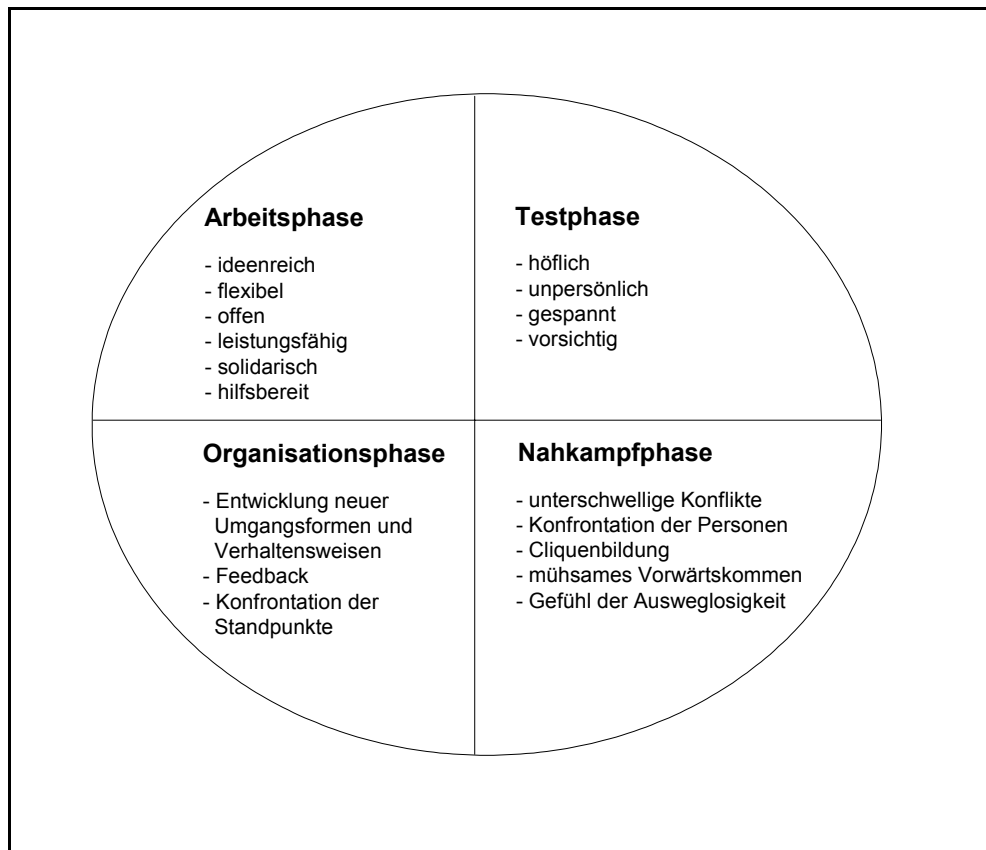 Arbeitsphase
- ideenreich
- flexibel
- offen
- leistungsfähig
- solidarisch
- hilfsbereit
Testphase
- höflich
- unpersönlich
- gespannt
- vorsichtig
Organisationsphase
- Entwicklung neuer
Umgangsformen und
Verhaltensweisen
- Feedback
- Konfrontation der
Standpunkte
Nahkampfphase
- unterschwellige Konflikte
- Konfrontation der Personen
- Cliquenbildung
- mühsames Vorwärtskommen
- Gefühl der Ausweglosigkeit